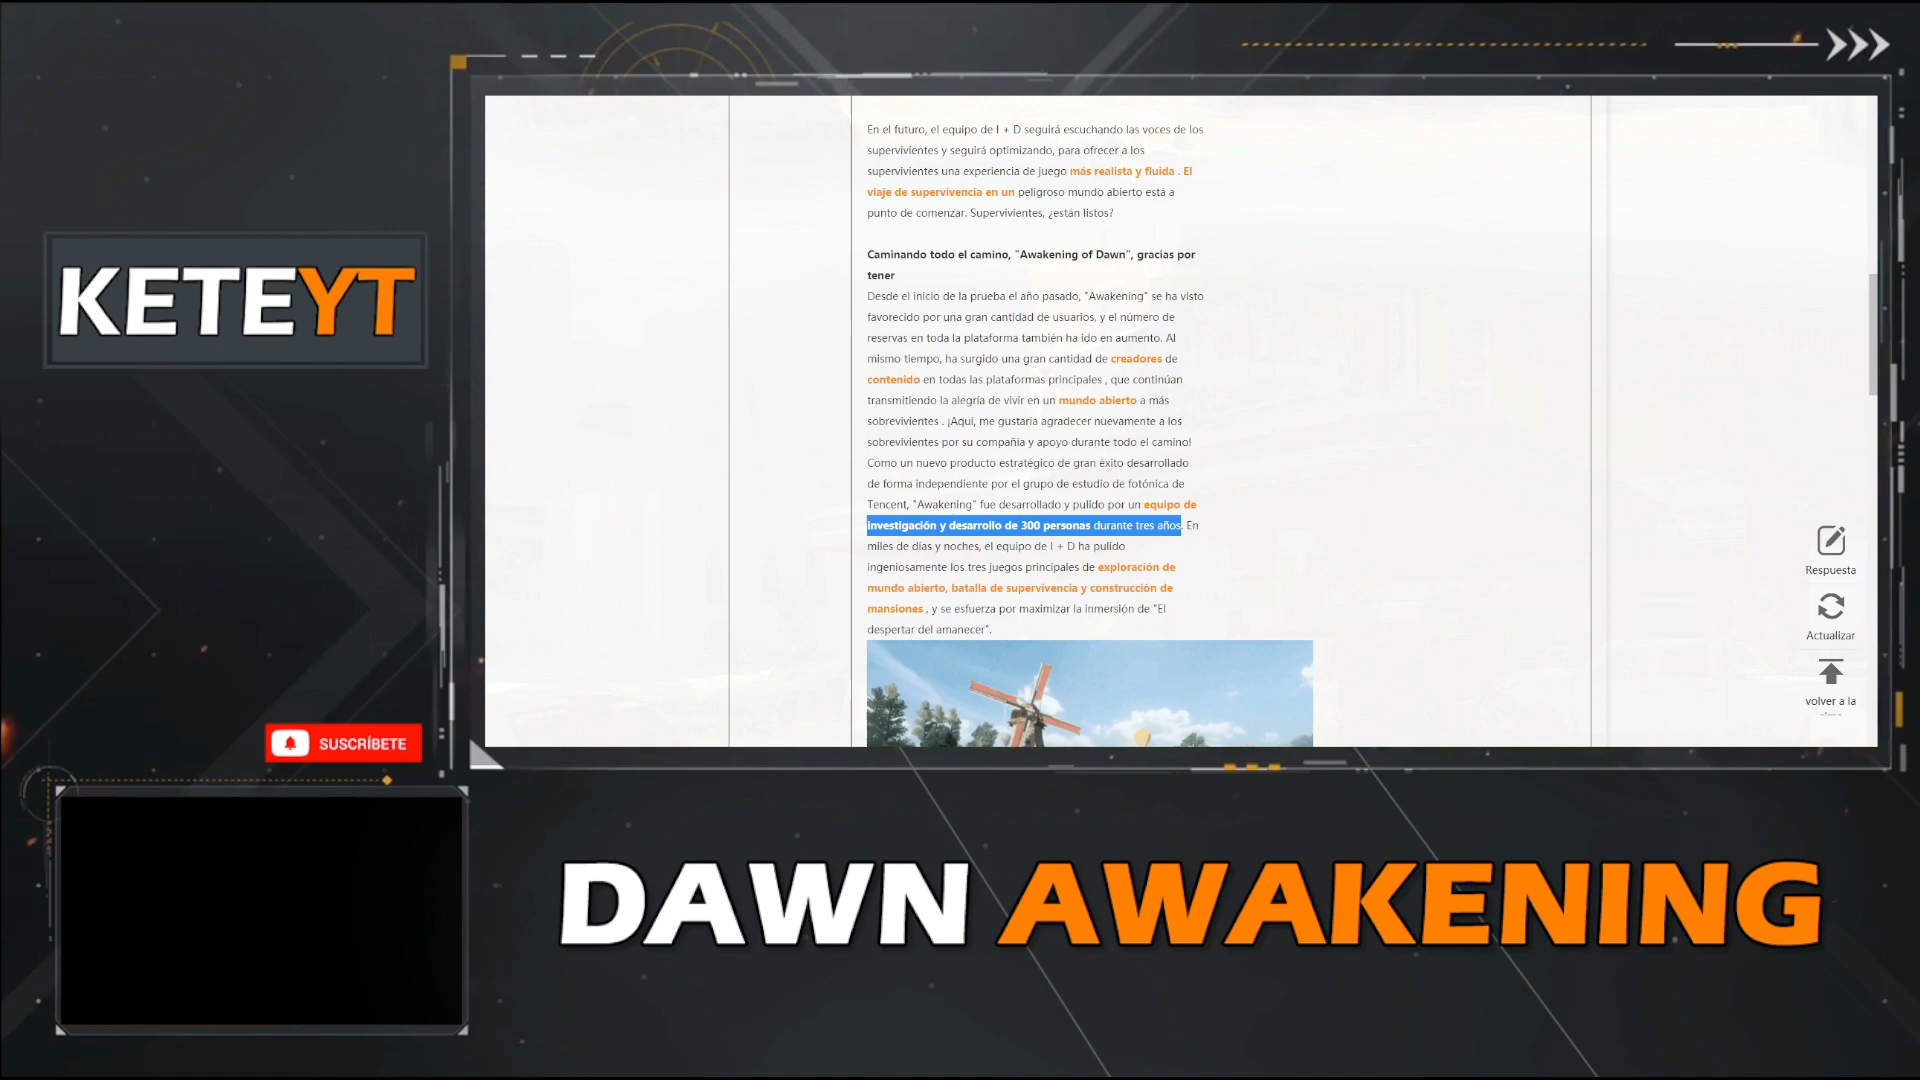 KETEYT
En el futuro, el equipo de I + D seguirá escuchando las voces de los
supervivientes y seguirá optimizando, para ofrecer a los
supervivientes una experiencia de juego más realista y fluida . El
viaje de supervivencia en un peligroso mundo abierto está a
punto de comenzar. Supervivientes, ¿están listos?
Caminando todo el camino, "Awakening of Dawn", gracias por
tener
Desde el inicio de la prueba el año pasado, "Awakening" se ha visto
favorecido por una gran cantidad de usuarios, y el número de
reservas en toda la plataforma también ha ido en aumento. Al
mismo tiempo, ha surgido una gran cantidad de creadores de
contenido en todas las plataformas principales , que continúan
transmitiendo la alegría de vivir en un mundo abierto a más
sobrevivientes . ¡Aquí, me gustaría agradecer nuevamente a los
sobrevivientes por su compañía y apoyo durante todo el camino!
Como un nuevo producto estratégico de gran éxito desarrollado
de forma independiente por el grupo de estudio de fotónica de
Tencent, "Awakening" fue desarrollado y pulido por un equipo de
investigación y desarrollo de 300 personas durante tres años. En
miles de días y noches, el equipo de I + D ha pulido
ingeniosamente los tres juegos principales de exploración de
mundo abierto, batalla de supervivencia y construcción de
mansiones , y se esfuerza por maximizar la inmersión de "El
despertar del amanecer".
Respuesta
Actualizar
volver a la
SUSCRÍBETE
DAWN AWAKENING